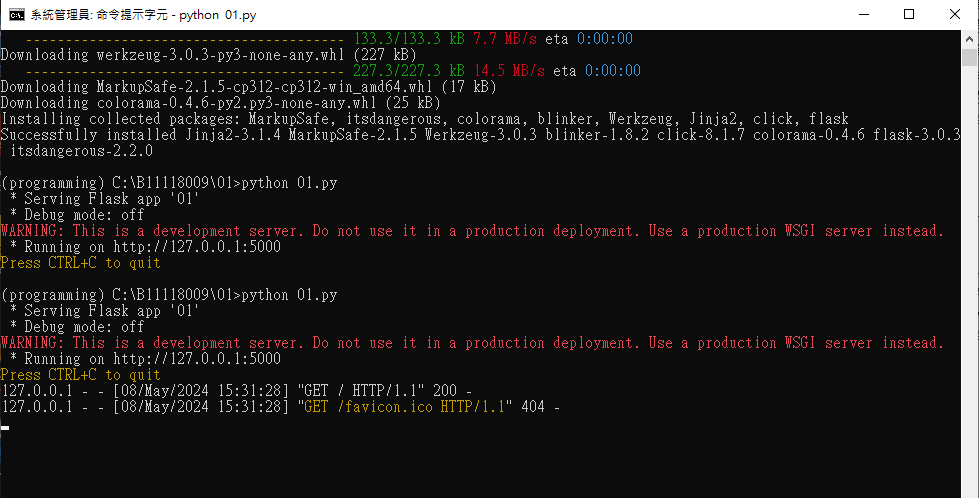 系統管理員: 命令提示字元 - python 01.py
---------------------------------------- 133.3/133.3 kB 7.7 MB/s eta 0:00:00
Downloading werkzeug-3.0.3-py3-none-any.whl (227 kB)
---------------------------------------- 227.3/227.3 kB 14.5 MB/s eta 0:00:00
Downloading MarkupSafe-2.1.5-cp312-cp312-win_amd64.whl (17 kB)
Downloading colorama-0.4.6-py2.py3-none-any.whl (25 kB)
Installing collected packages: MarkupSafe, itsdangerous, colorama, blinker, Werkzeug, Jinja2, click, flask
Successfully installed Jinja2-3.1.4 MarkupSafe-2.1.5 Werkzeug-3.0.3 blinker-1.8.2 click-8.1.7 colorama-0.4.6 flask-3.0.3
itsdangerous-2.2.0
(programming) C:\B11118009\01>python 01.py
* Serving Flask app '01'
* Debug mode: off
WARNING: This is a development server. Do not use it in a production deployment. Use a production WSGI server instead.
* Running on http://127.0.0.1:5000
Press CTRL+C to quit
(programming) C:\B11118009\01>python 01.py
* Serving Flask app '01'
* Debug mode: off
WARNING: This is a development server. Do not use it in a production deployment. Use a production WSGI server instead.
* Running on http://127.0.0.1:5000
Press CTRL+C to quit
127.0.0.1 - - [08/May/2024 15:31:28] "GET / HTTP/1.1" 200 -
127.0.0.1 - - [08/May/2024 15:31:28] "GET /favicon.ico HTTP/1.1" 404 -